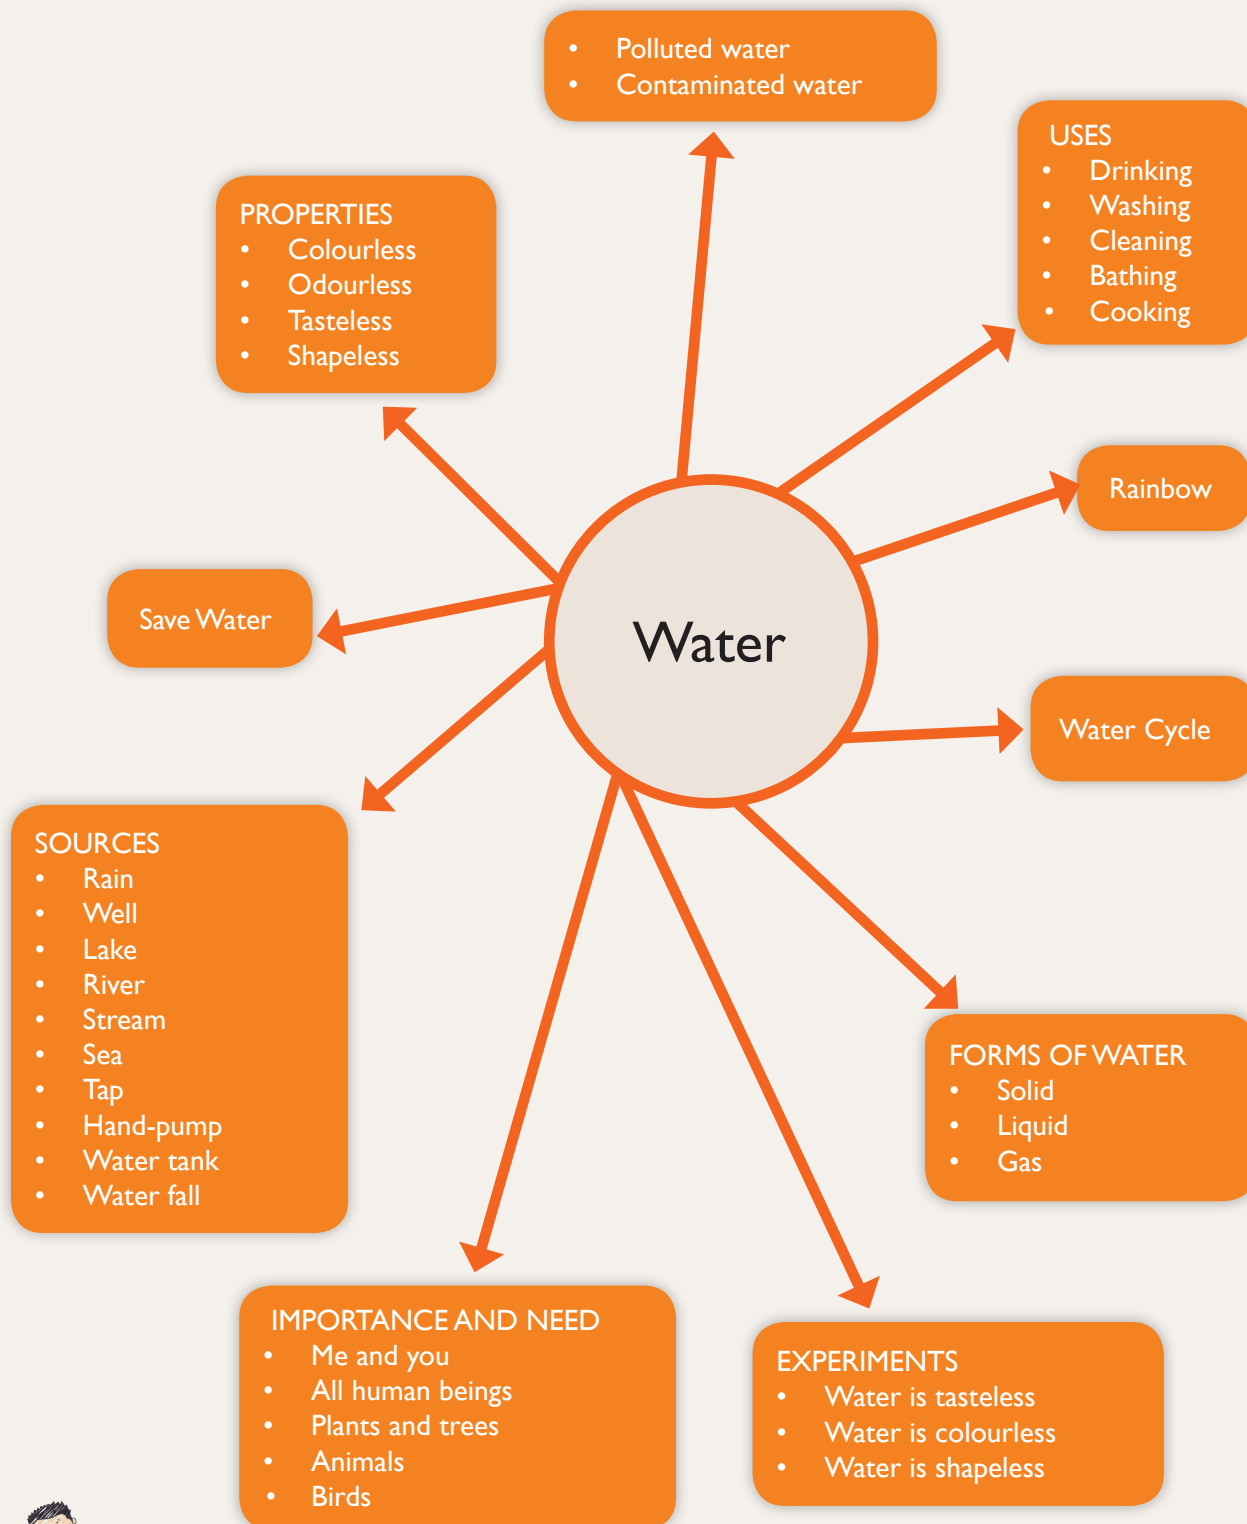 • Polluted water
• Contaminated water
USES
• Drinking
• Washing
• Cleaning
• Bathing
• Cooking
PROPERTIES
• Colourless
• Odourless
• Tasteless
• Shapeless
Rainbow
Save Water
Water
Water Cycle
SOURCES
• Rain
• Well
• Lake
• River
• Stream
• Sea
• Tap
• Hand-pump
• Water tank
• Water fall
FORMS OF WATER
• Solid
• Liquid
• Gas
IMPORTANCE AND NEED
• Me and you
• All human beings
• Plants and trees
• Animals
• Birds
EXPERIMENTS
• Water is tasteless
• Water is colourless
• Water is shapeless